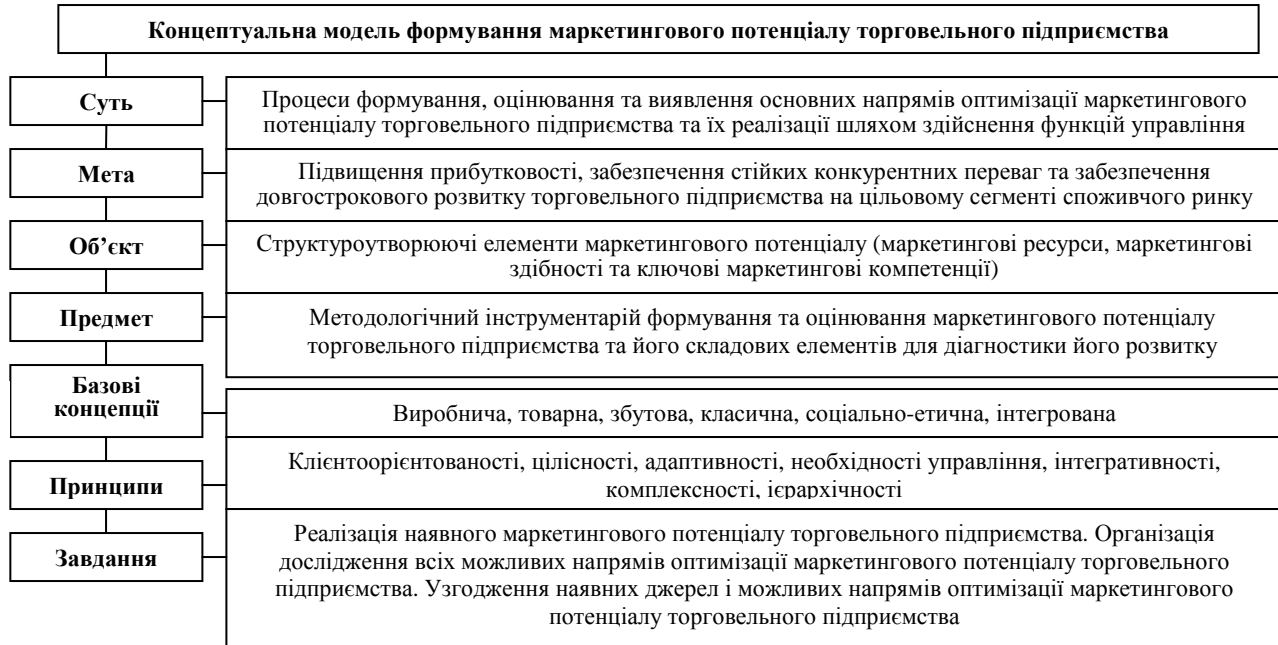 Концептуальна модель формування маркетингового потенціалу торговельного підприємства
Суть
Процеси формування, оцінювання та виявлення основних напрямів оптимізації маркетингового
потенціалу торговельного підприємства та їх реалізації шляхом здійснення функцій управління
Мета
Підвищення прибутковості, забезпечення стійких конкурентних переваг та забезпечення
довгострокового розвитку торговельного підприємства на цільовому сегменті споживчого ринку
Об’єкт
Структуроутворюючі елементи маркетингового потенціалу (маркетингові ресурси, маркетингові
здібності та ключові маркетингові компетенції)
Предмет
Методологічний інструментарій формування та оцінювання маркетингового потенціалу
торговельного підприємства та його складових елементів для діагностики його розвитку
Базові
концепції
Виробнича, товарна, збутова, класична, соціально-етична, інтегрована
Принципи
Клієнтоорієнтованості, цілісності, адаптивності, необхідності управління, інтегративності,
комплексності, ієрархічності
Завдання
Реалізація наявного маркетингового потенціалу торговельного підприємства. Організація
дослідження всіх можливих напрямів оптимізації маркетингового потенціалу торговельного
підприємства. Узгодження наявних джерел і можливих напрямів оптимізації маркетингового
потенціалу торговельного підприємства